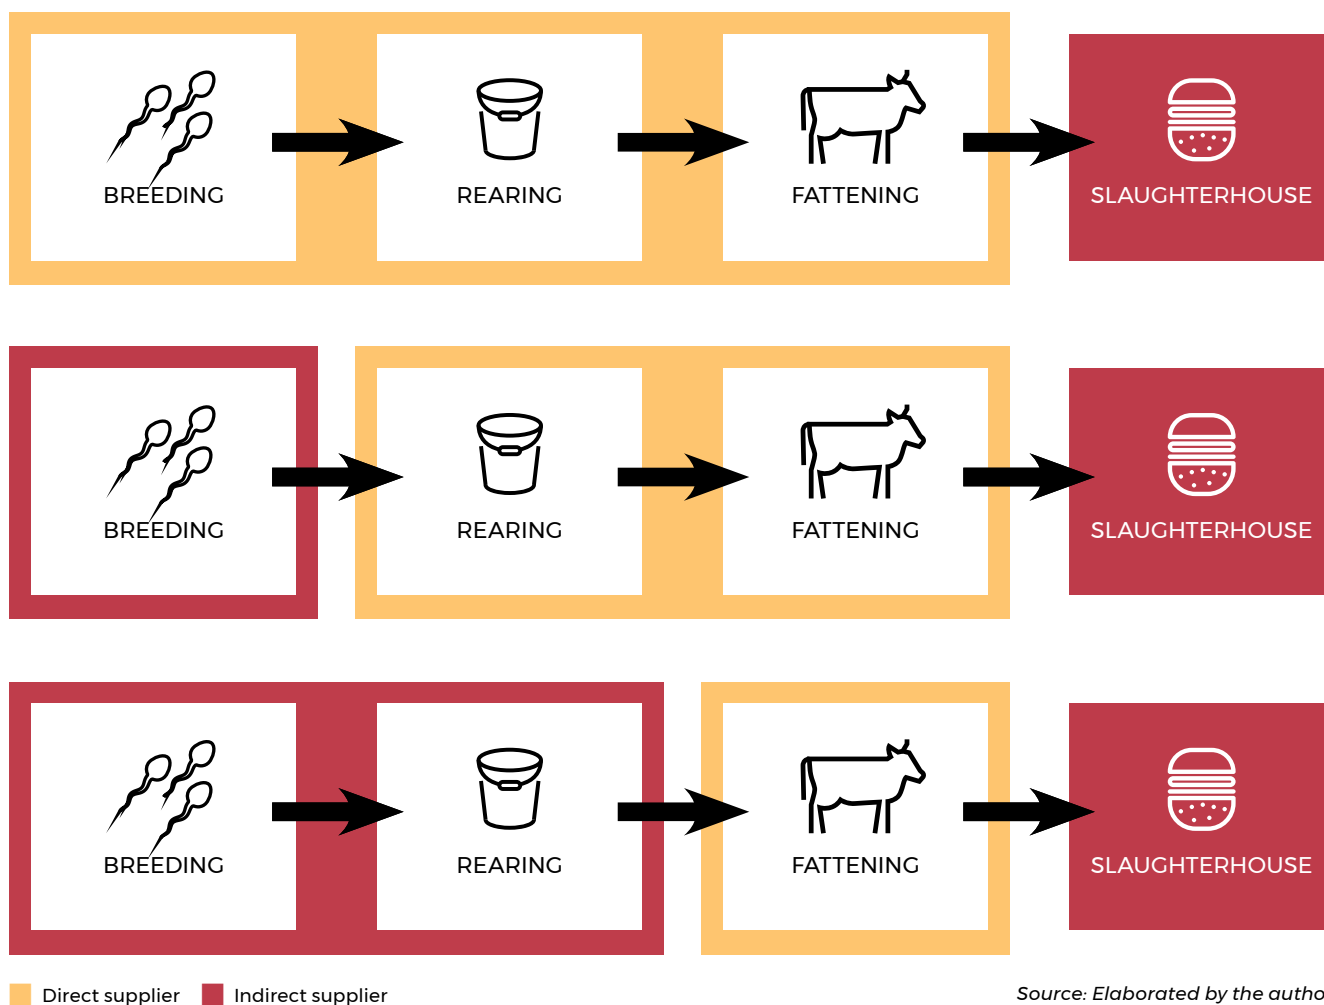 BREEDING
REARING
FATTENING
SLAUGHTERHOUSE
BREEDING
REARING
FATTENING
SLAUGHTERHOUSE
BREEDING
REARING
FATTENING
SLAUGHTERHOUSE
Direct supplier
Indirect supplier
Source: Elaborated by the autho